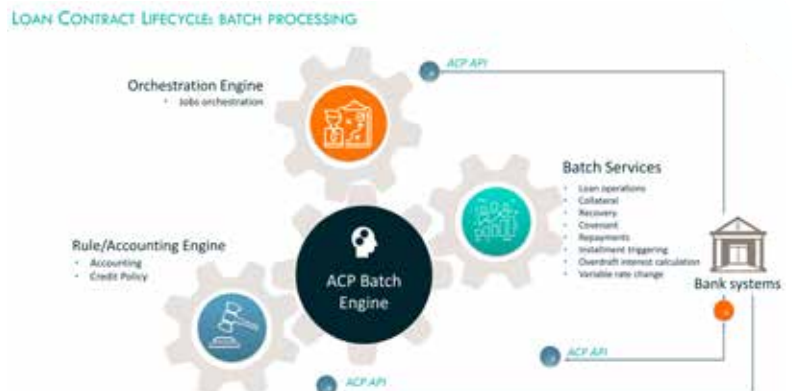 LOAN CONTRACT LIFECYCLE: BATCH PROCESSING
ACP API
Orchestration Engine
Jobs orchestration
Batch Services
Loan operations
Collateral
Recovery
Covenant
Repayments
Installment triggering
Overdraft interest calculation
Variable rate change
Rule/Accounting Engine
Accounting
Credit Policy
ACP Batch
Engine
Bank systems
ACP API
ACP API